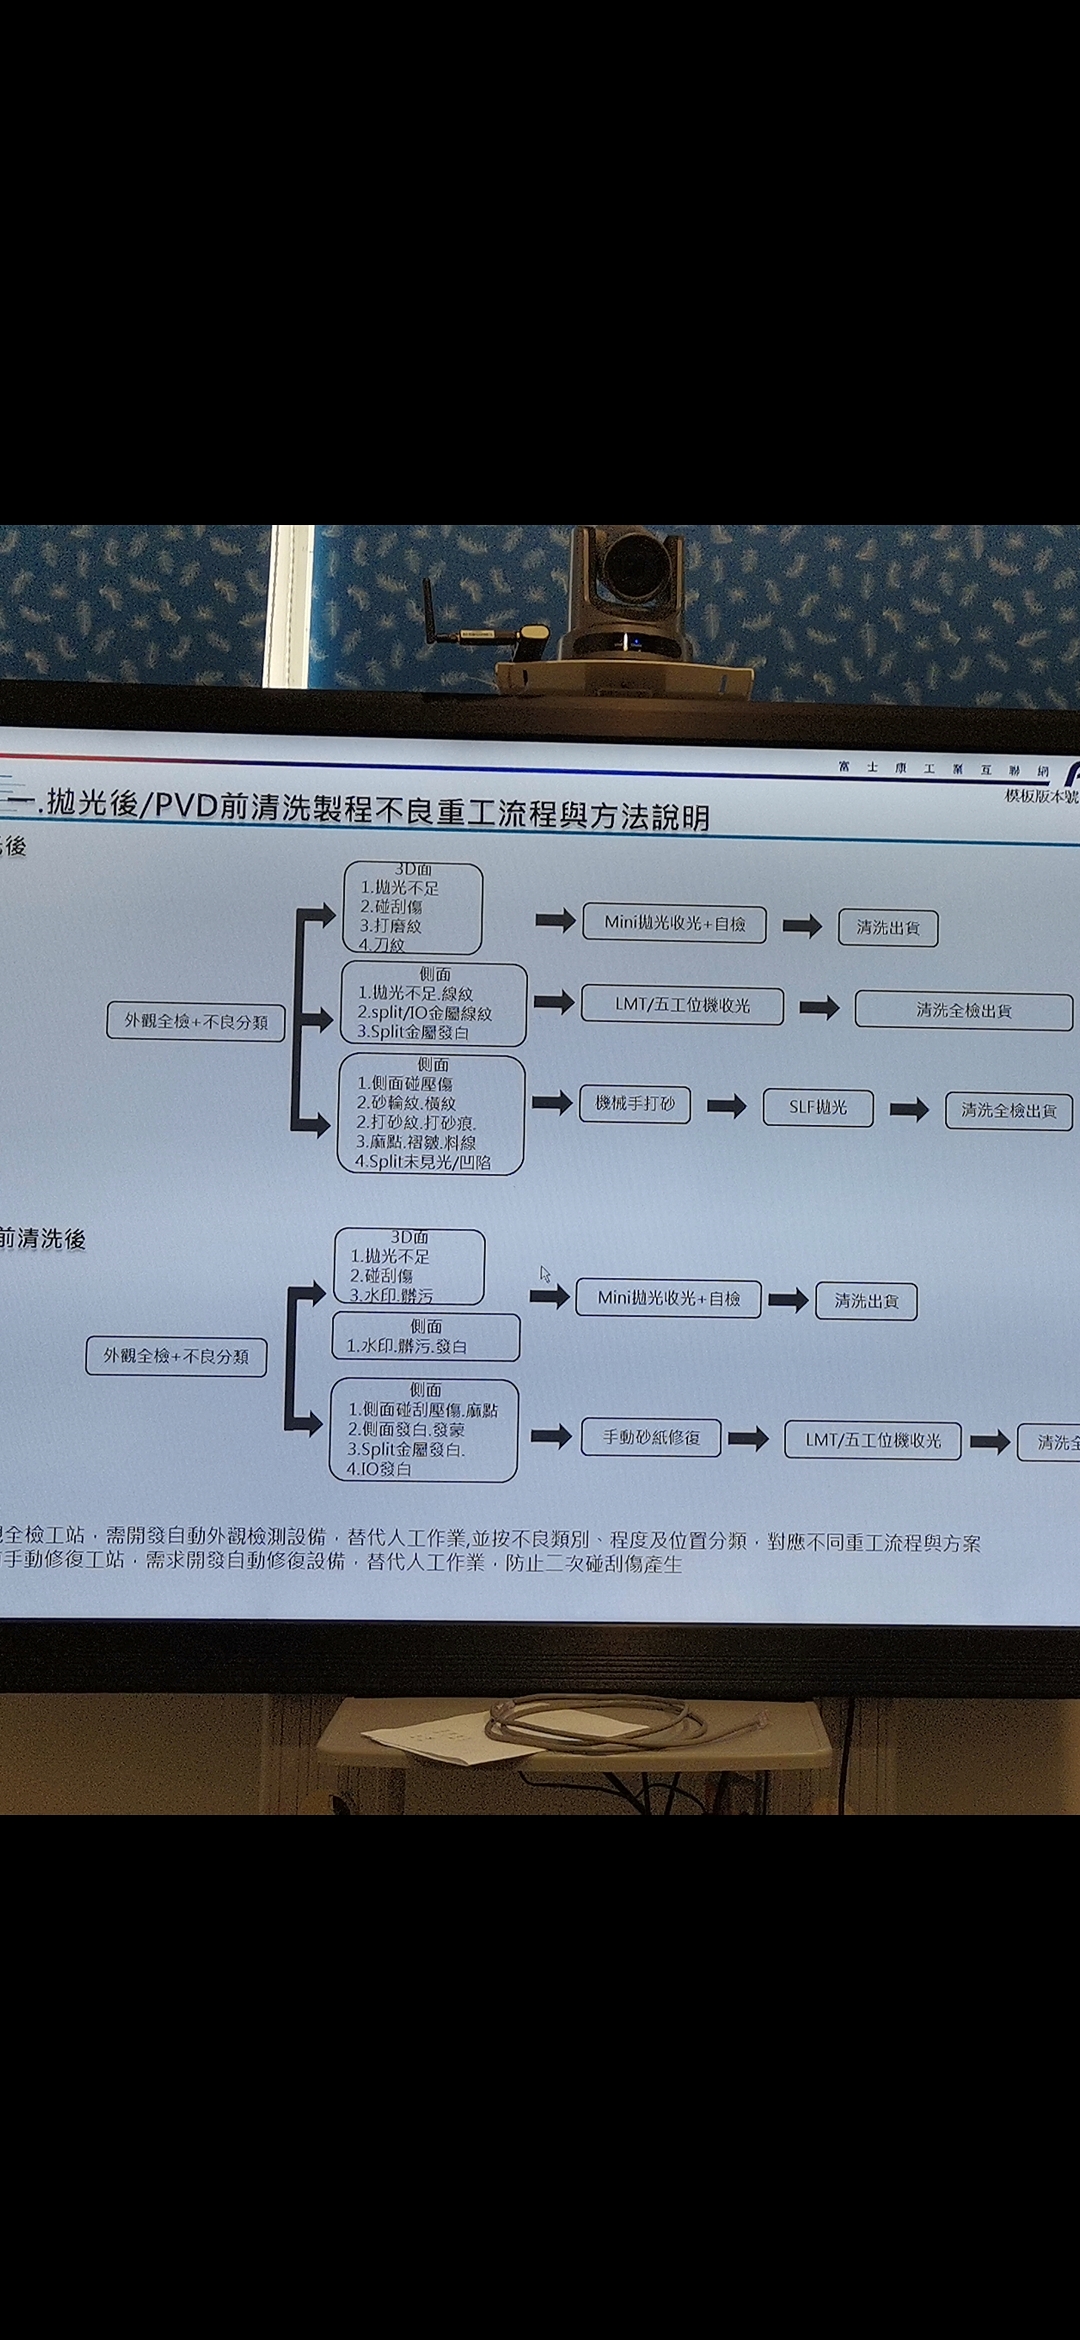 富士康工業互聯網
模板版本號
一.拋光後/PVD前清洗製程不良重工流程與方法說明
後
外觀全檢+不良分類
3D面
1.拋光不足
2.碰刮傷
3.打磨紋
4.刀紋
Mini拋光收光+自檢
清洗出貨
側面
1.拋光不足.線紋
2.split/IO金屬線紋
3.Split金屬發白
LMT/五工位機收光
清洗全檢出貨
側面
1.側面碰壓傷
2.砂輪紋.橫紋
2.打砂紋.打砂痕.
3.麻點.褶皺.料線
4.Split未見光/凹陷
機械手打砂
SLF拋光
清洗全檢出貨
前清洗後
外觀全檢+不良分類
3D面
1.拋光不足
2.碰刮傷
3.水印.髒污
側面
1.水印.髒污.發白
Mini拋光收光+自檢
清洗出貨
側面
1.側面碰刮壓傷.麻點
2.側面發白.發蒙
3.Split金屬發白.
4.IO發白
手動砂紙修復
LMT/五工位機收光
清洗全
全檢工站，需開發自動外觀檢測設備，替代人工作業,並按不良類別、程度及位置分類，對應不同重工流程與方案
手動修復工站，需求開發自動修復設備，替代人工作業，防止二次碰刮傷產生